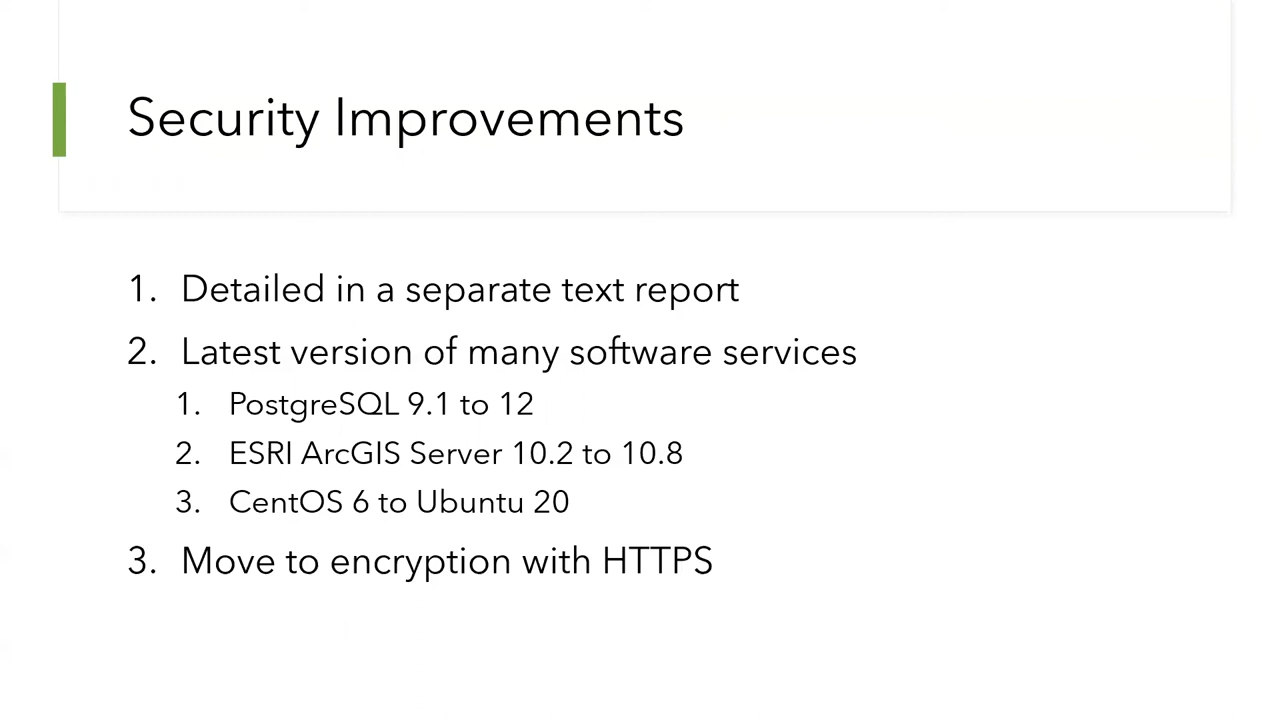 Security Improvements
1. Detailed in a separate text report
2. Latest version of many software services
1. PostgreSQL 9.1 to 12
2. ESRI ArcGIS Server 10.2 to 10.8
3. CentOS 6 to Ubuntu 20
3. Move to encryption with HTTPS